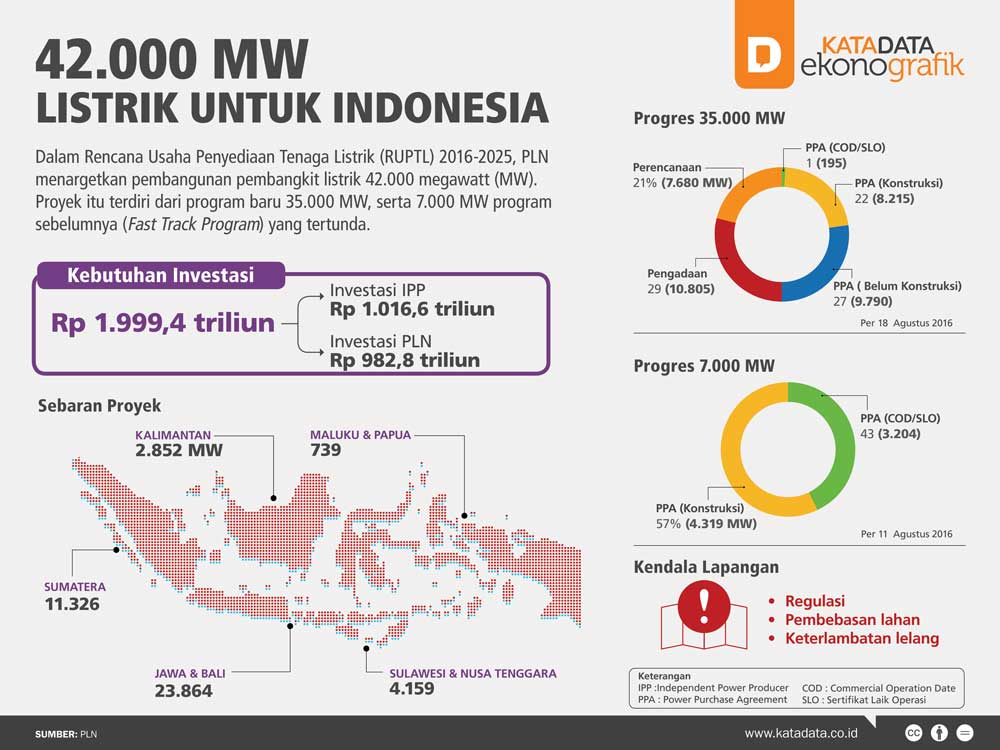 42.000 MW
LISTRIK UNTUK INDONESIA
Dalam Rencana Usaha Penyediaan Tenaga Listrik (RUPTL) 2016-2025, PLN
menargetkan pembangunan pembangkit listrik 42.000 megawatt (MW).
Proyek itu terdiri dari program baru 35.000 MW, serta 7.000 MW program
sebelumnya (Fast Track Program) yang tertunda.
Kebutuhan Investasi
Rp 1.999,4 triliun
Investasi IPP
Rp 1.016,6 triliun
Investasi PLN
Rp 982,8 triliun
Sebaran Proyek
KALIMANTAN
2.852 MW
MALUKU & PAPUA
739
SUMATERA
11.326
JAWA & BALI
23.864
SULAWESI & NUSA TENGGARA
4.159
D
KATADATA
ekonografik
Progres 35.000 MW
PPA (COD/SLO)
1 (195)
Perencanaan
21% (7.680 MW)
PPA (Konstruksi)
22 (8.215)
Pengadaan
29 (10.805)
PPA ( Belum Konstruksi)
27 (9.790)
Per 18 Agustus 2016
Progres 7.000 MW
PPA (COD/SLO)
43 (3.204)
PPA (Konstruksi)
57% (4.319 MW)
Per 11 Agustus 2016
Kendala Lapangan
!
• Regulasi
• Pembebasan lahan
• Keterlambatan lelang
Keterangan
IPP :Independent Power Producer
PPA : Power Purchase Agreement
COD : Commercial Operation Date
SLO : Sertifikat Laik Operasi
SUMBER: PLN
www.katadata.co.id
cc